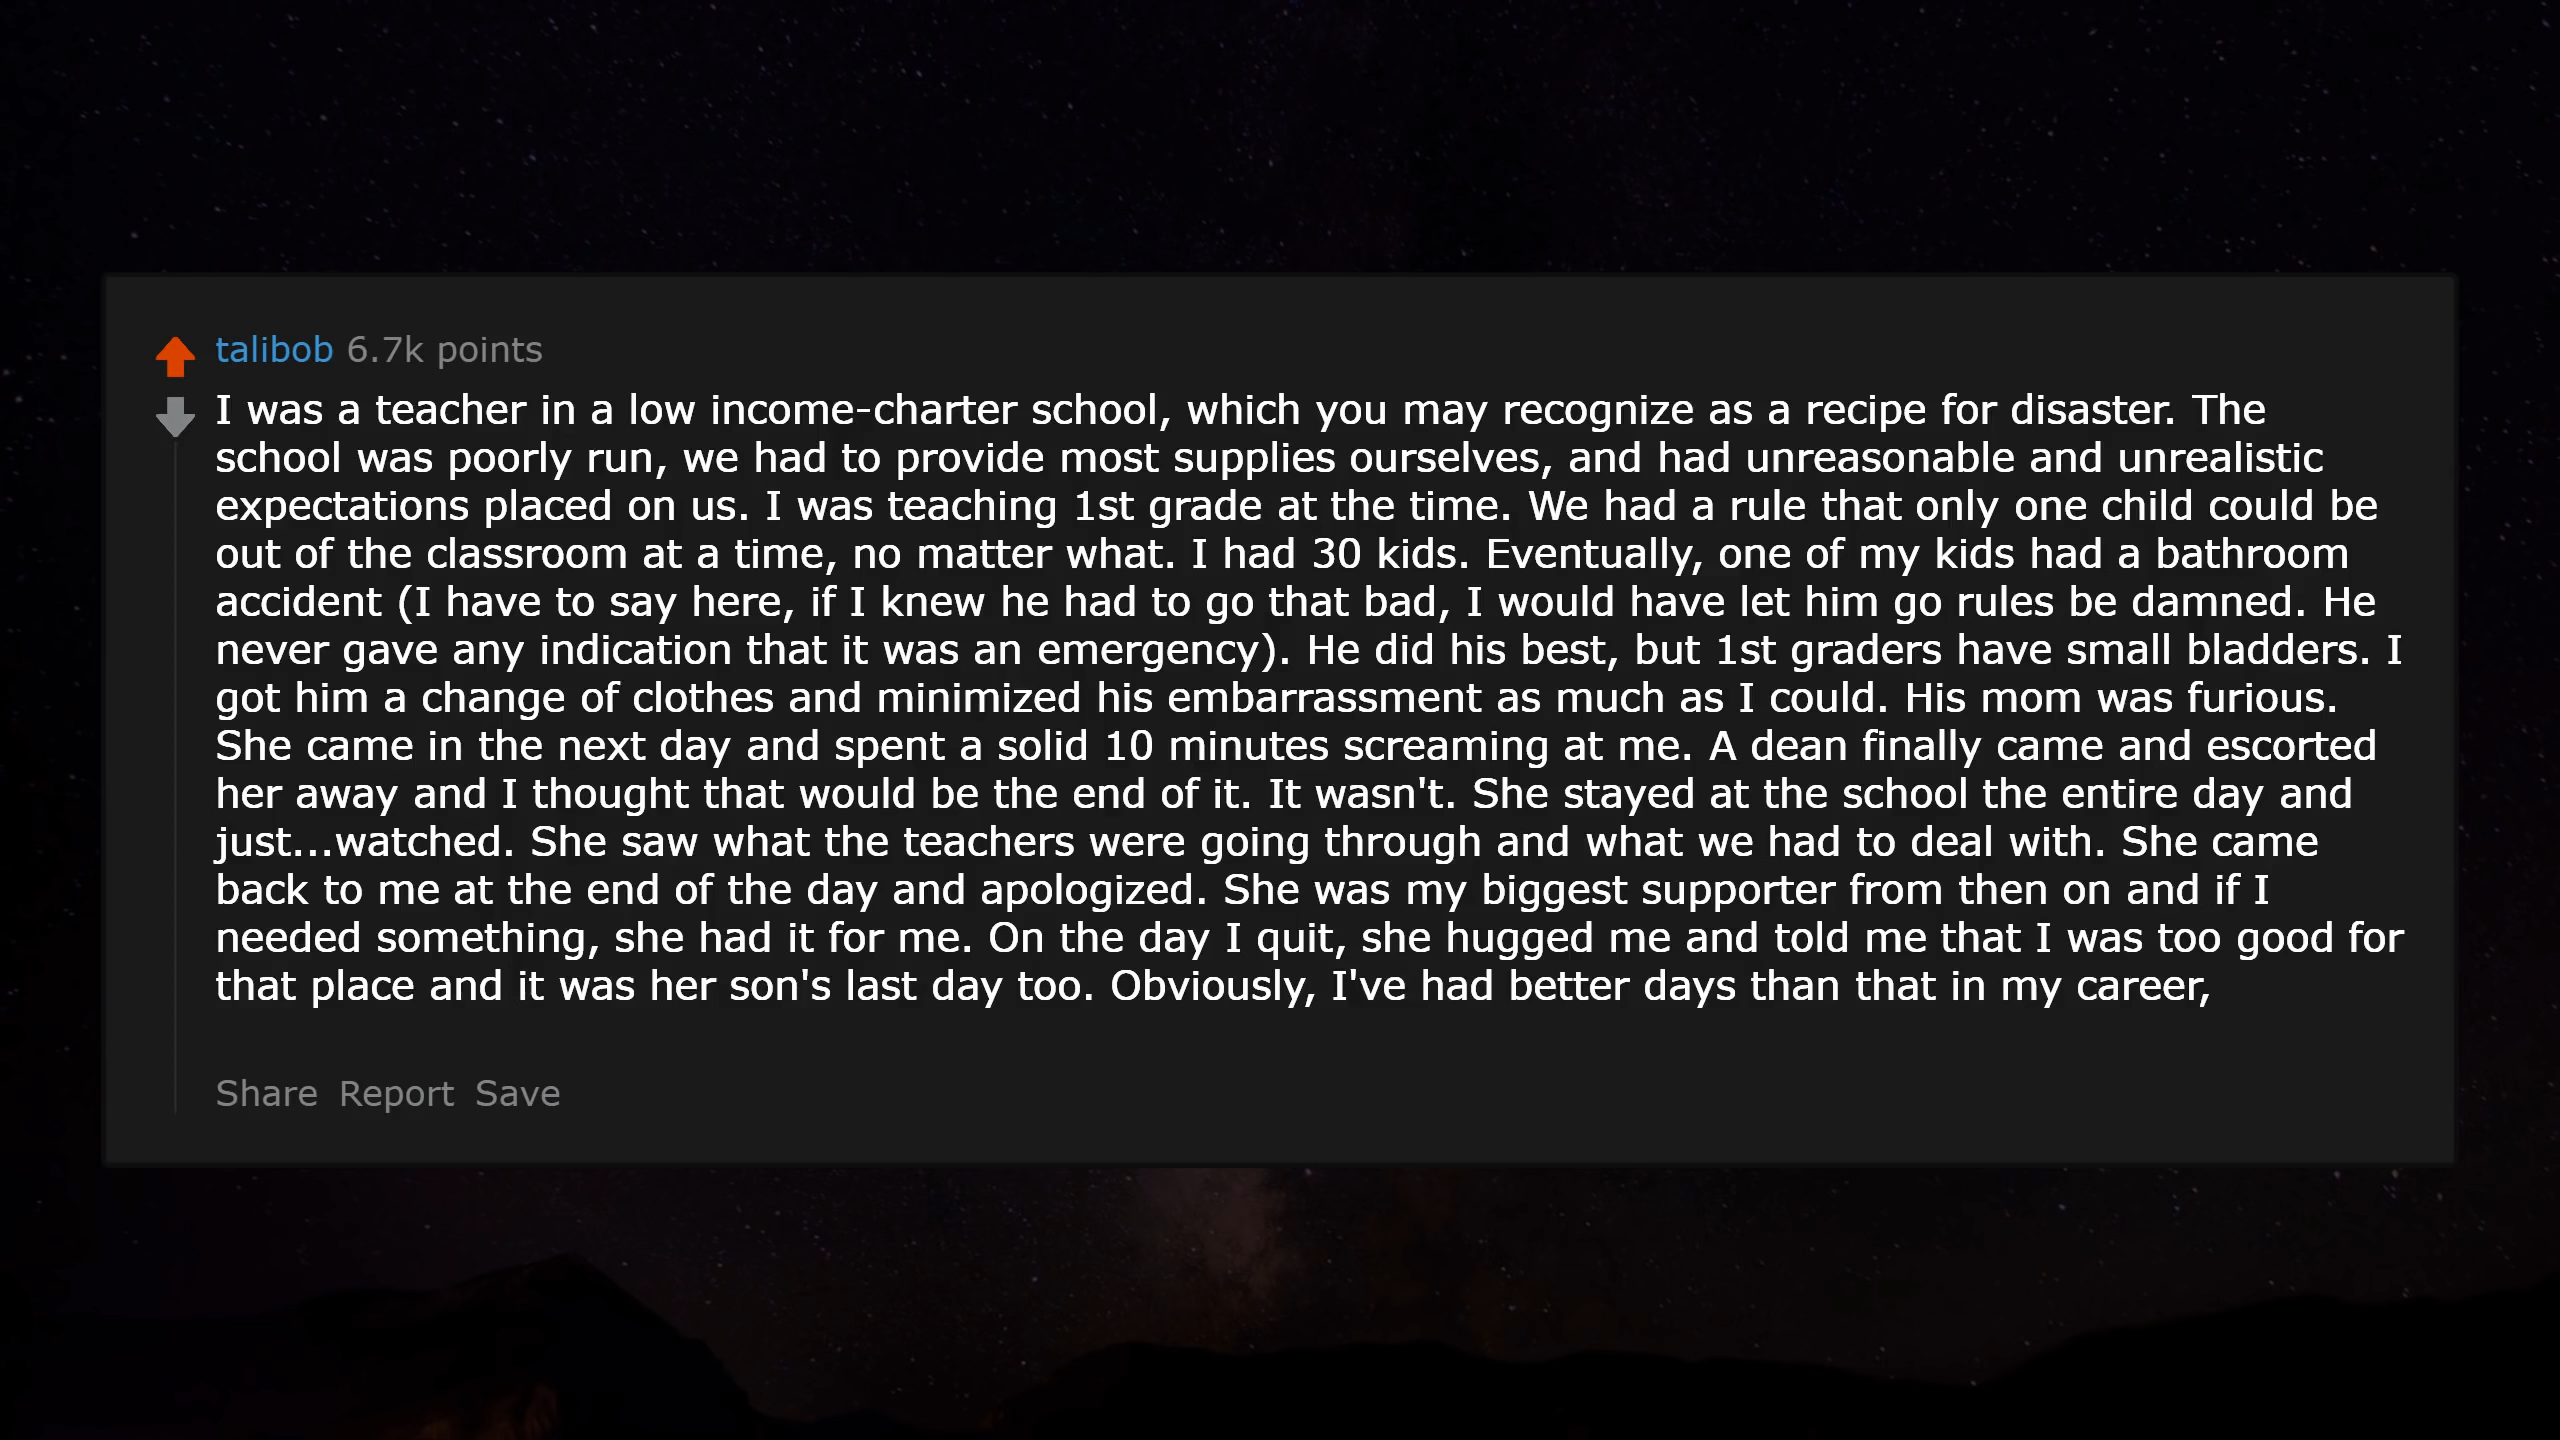 talibob 6.7k points
I was a teacher in a low income-charter school, which you may recognize as a recipe for disaster. The
school was poorly run, we had to provide most supplies ourselves, and had unreasonable and unrealistic
expectations placed on us. I was teaching 1st grade at the time. We had a rule that only one child could be
out of the classroom at a time, no matter what. I had 30 kids. Eventually, one of my kids had a bathroom
accident (I have to say here, if I knew he had to go that bad, I would have let him go rules be damned. He
never gave any indication that it was an emergency). He did his best, but 1st graders have small bladders. I
got him a change of clothes and minimized his embarrassment as much as I could. His mom was furious.
She came in the next day and spent a solid 10 minutes screaming at me. A dean finally came and escorted
her away and I thought that would be the end of it. It wasn't. She stayed at the school the entire day and
just...watched. She saw what the teachers were going through and what we had to deal with. She came
back to me at the end of the day and apologized. She was my biggest supporter from then on and if I
needed something, she had it for me. On the day I quit, she hugged me and told me that I was too good for
that place and it was her son's last day too. Obviously, I've had better days than that in my career,
Share Report Save